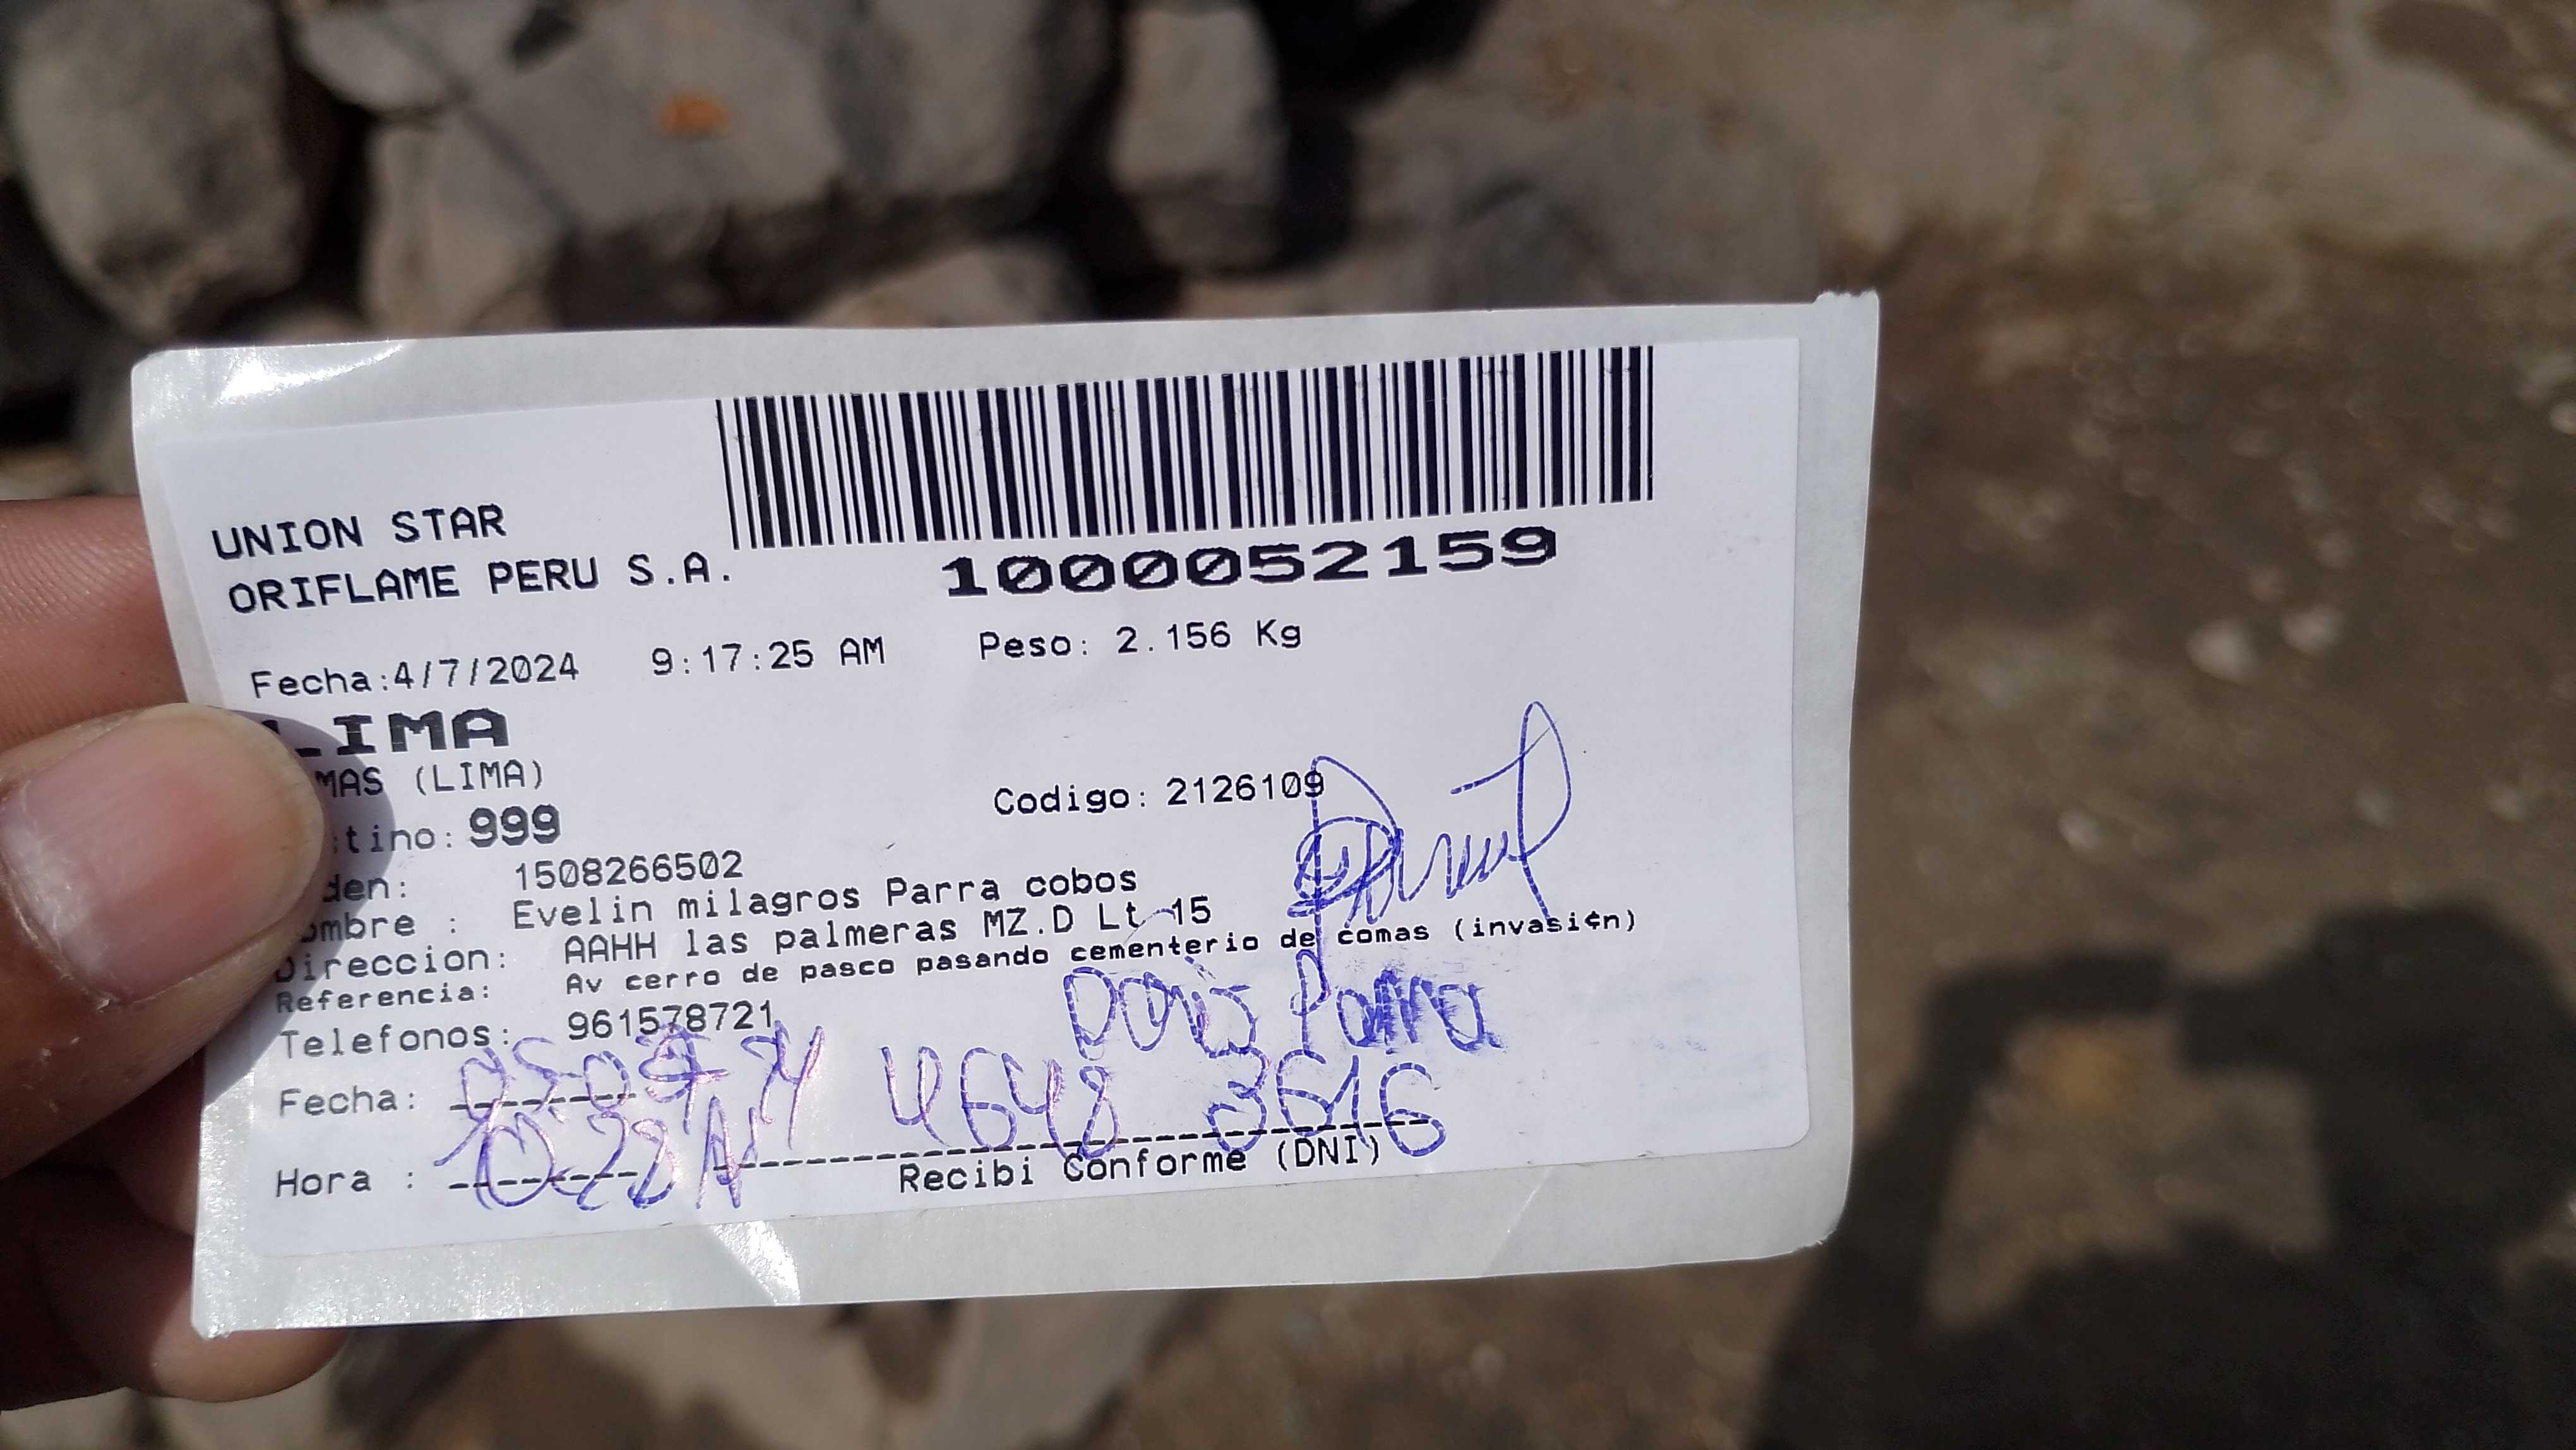 UNION STAR
ORIFLAME PERU S.A.
1000052159
Fecha:4/7/2024 9:17:25 AM Peso: 2.156 Kg
LIMA
MAS (LIMA)
tino: 999 Codigo: 2126109
den: 1508266502
ombre : Evelin milagros Parra cobos
Direccion: AAHH las palmeras MZ.D Lt 15
Referencia: Av cerro de pasco pasando cementerio de comas (invasi¢n)
Telefonos: 961578721
Doris Parra
Fecha: 4648 3616
Hora :
Recibi Conforme (DNI)